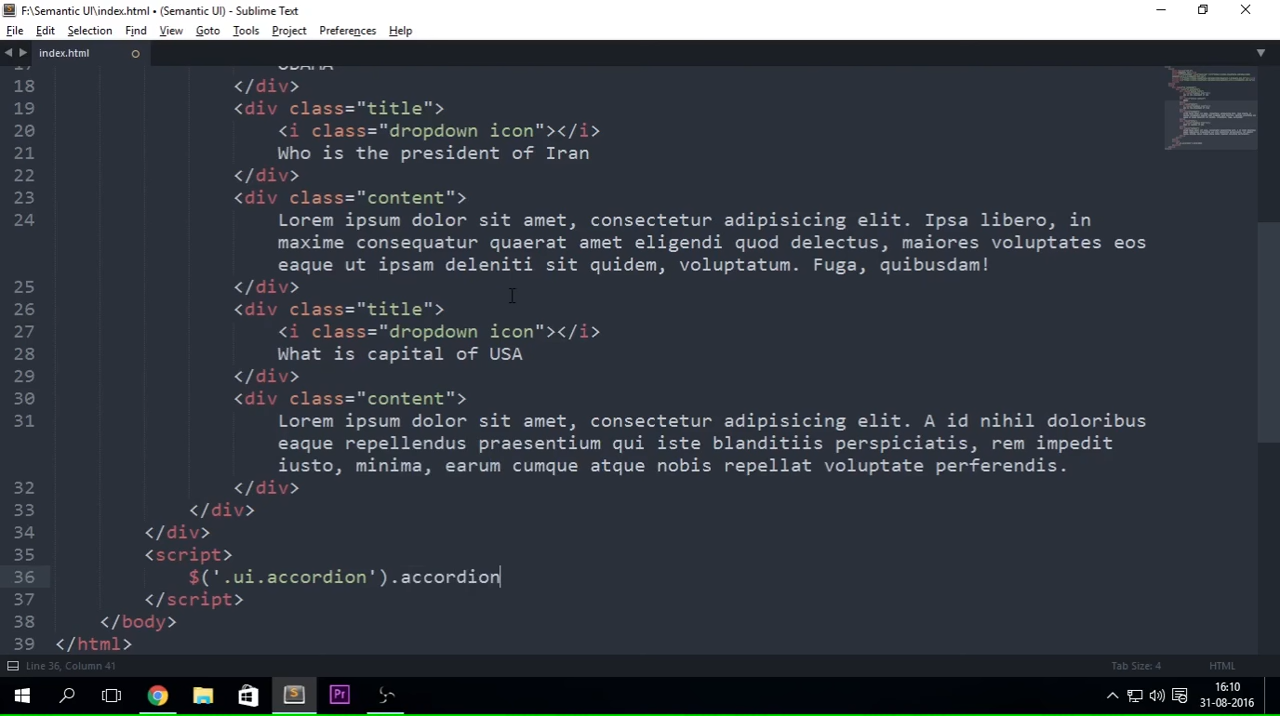 F:\Semantic UI\index.html • (Semantic UI) - Sublime Text
File Edit Selection Find View Goto Tools Project Preferences Help
index.html
17 OBAMA
18 </div>
19 <div class="title">
20 <i class="dropdown icon"></i>
21 Who is the president of Iran
22 </div>
23 <div class="content">
24 Lorem ipsum dolor sit amet, consectetur adipisicing elit. Ipsa libero, in
maxime consequatur quaerat amet eligendi quod delectus, maiores voluptates eos
eaque ut ipsam deleniti sit quidem, voluptatum. Fuga, quibusdam!
25 </div>
26 <div class="title">
27 <i class="dropdown icon"></i>
28 What is capital of USA
29 </div>
30 <div class="content">
31 Lorem ipsum dolor sit amet, consectetur adipisicing elit. A id nihil doloribus
eaque repellendus praesentium qui iste blanditiis perspiciatis, rem impedit
iusto, minima, earum cumque atque nobis repellat voluptate perferendis.
32 </div>
33 </div>
34 </div>
35 <script>
36 $('.ui.accordion').accordion
37 </script>
38 </body>
39 </html>
Line 36, Column 41 Tab Size: 4 HTML
S Pr
16:10
31-08-2016